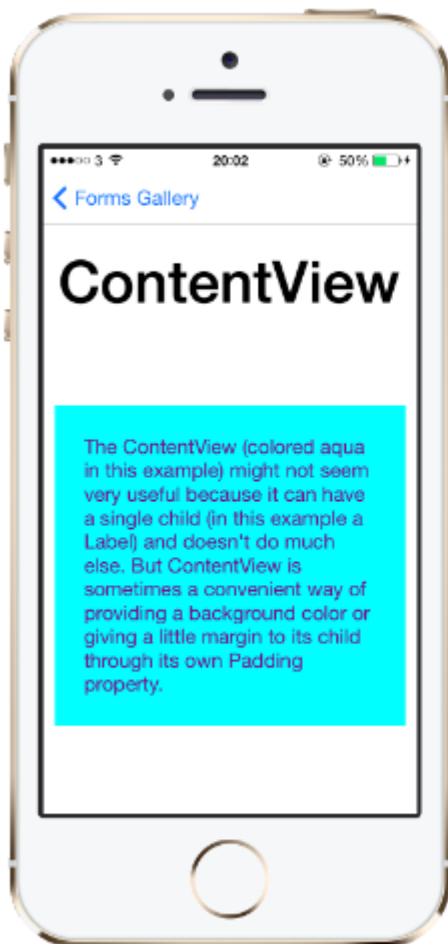 3 20:02 50%
Forms Gallery
ContentView
The ContentView (colored aqua
in this example) might not seem
very useful because it can have
a single child (in this example a
Label) and doesn't do much
else. But ContentView is
sometimes a convenient way of
providing a background color or
giving a little margin to its child
through its own Padding
property.